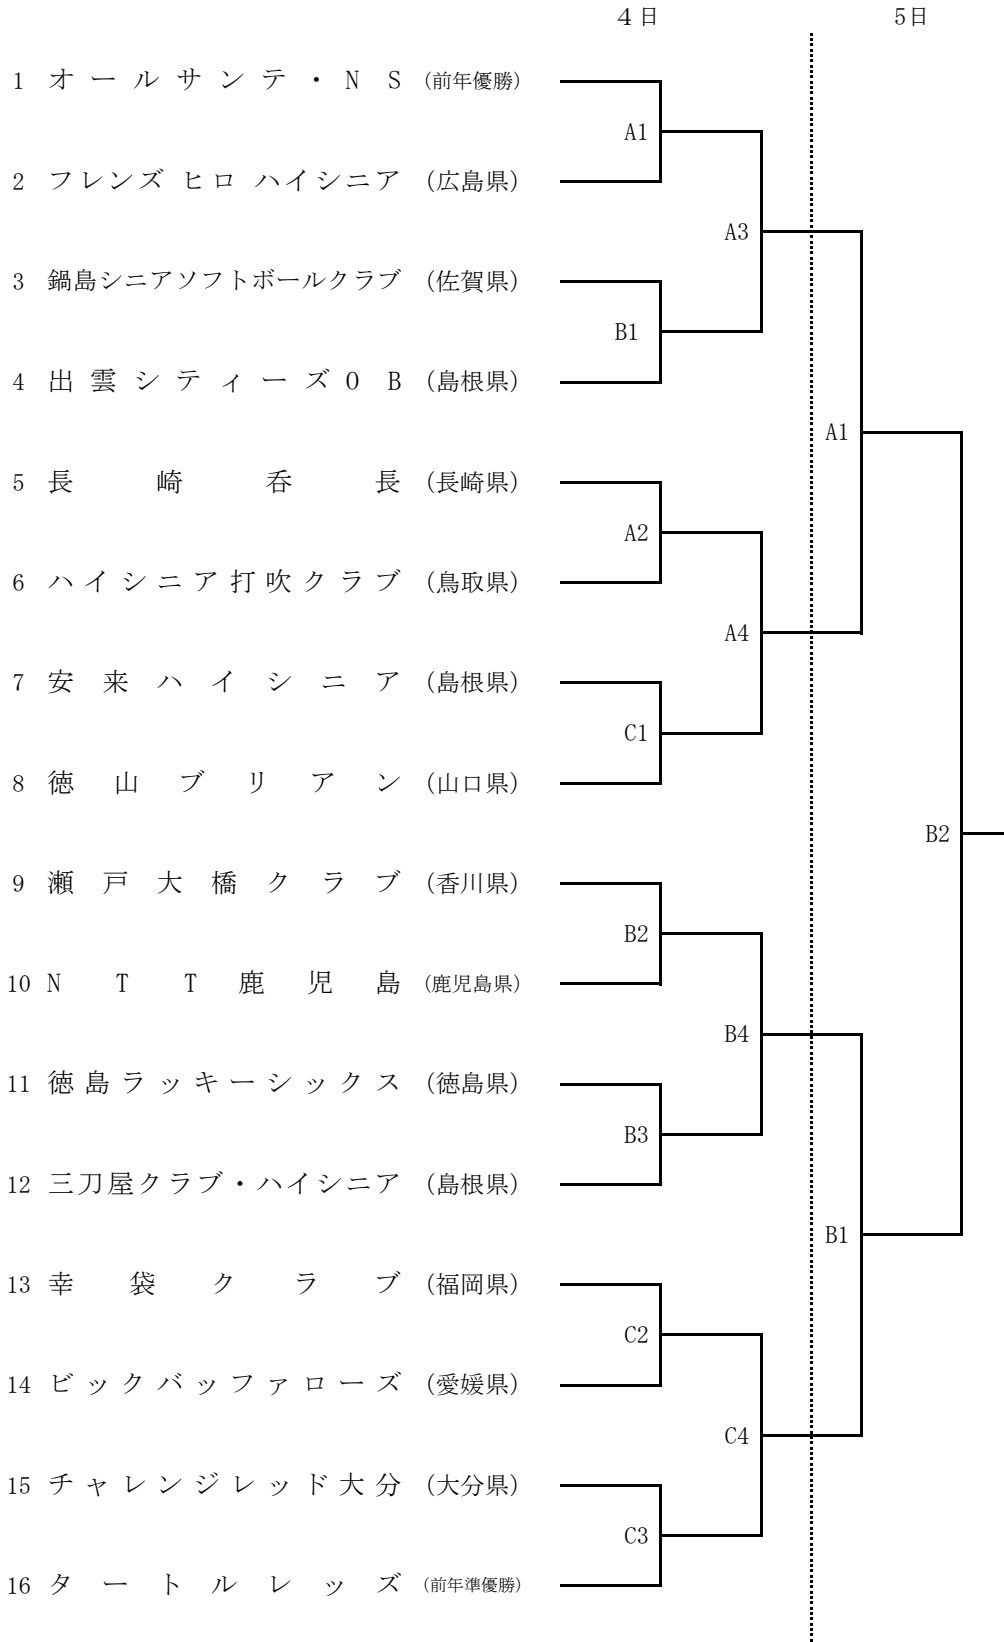 ４日 5日
1 オールサンテ・NS (前年優勝)
A1
2 フレンズ ヒロ ハイシニア (広島県)
A3
3 鍋島シニアソフトボールクラブ (佐賀県)
B1
4 出雲シティーズOB (島根県)
A1
5 長崎呑長 (長崎県)
A2
6 ハイシニア打吹クラブ (鳥取県)
A4
7 安来ハイシニア (島根県)
C1
8 徳山ブリアン (山口県)
B2
9 瀬戸大橋クラブ (香川県)
B2
10 NTT鹿児島 (鹿児島県)
B4
11 徳島ラッキーシックス (徳島県)
B3
12 三刀屋クラブ・ハイシニア (島根県)
B1
13 幸袋クラブ (福岡県)
C2
14 ビックバッファローズ (愛媛県)
C4
15 チャレンジレッド大分 (大分県)
C3
16 タートルレッズ (前年準優勝)